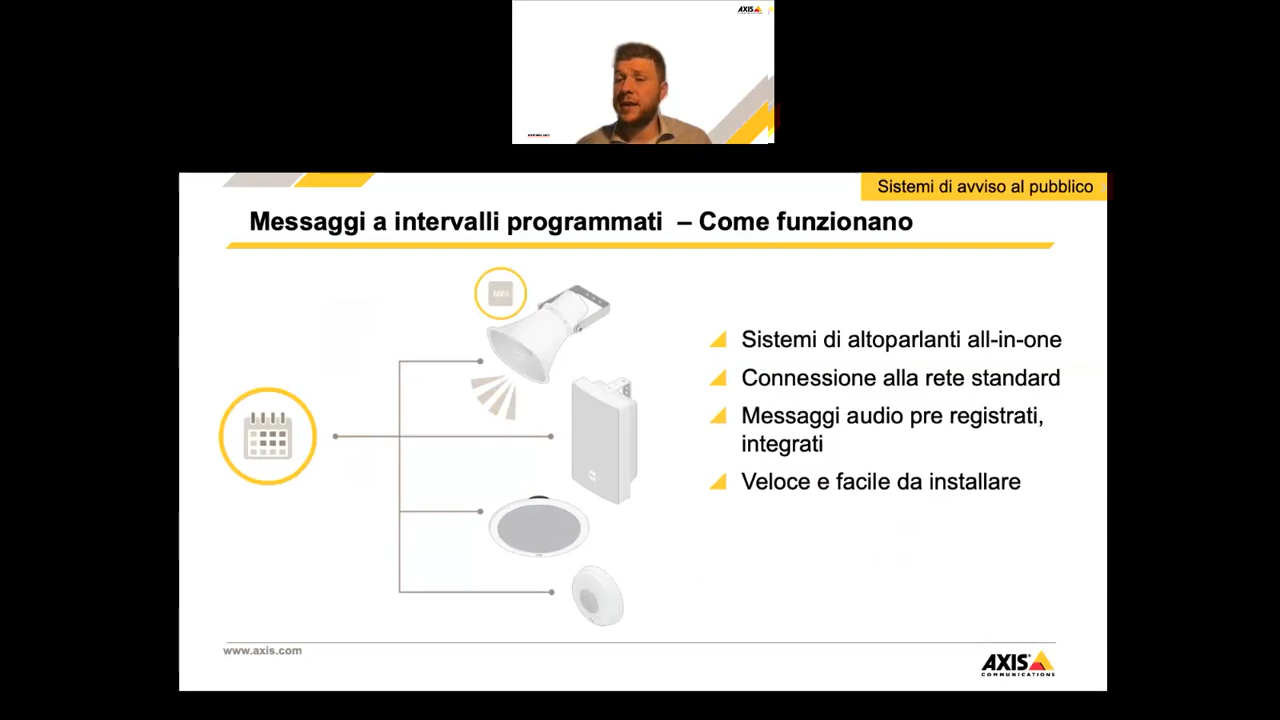 AXIS
Sistemi di avviso al pubblico
Messaggi a intervalli programmati – Come funzionano
MP3
Sistemi di altoparlanti all-in-one
Connessione alla rete standard
Messaggi audio pre registrati,
integrati
Veloce e facile da installare
www.axis.com
AXIS
COMMUNICATIONS